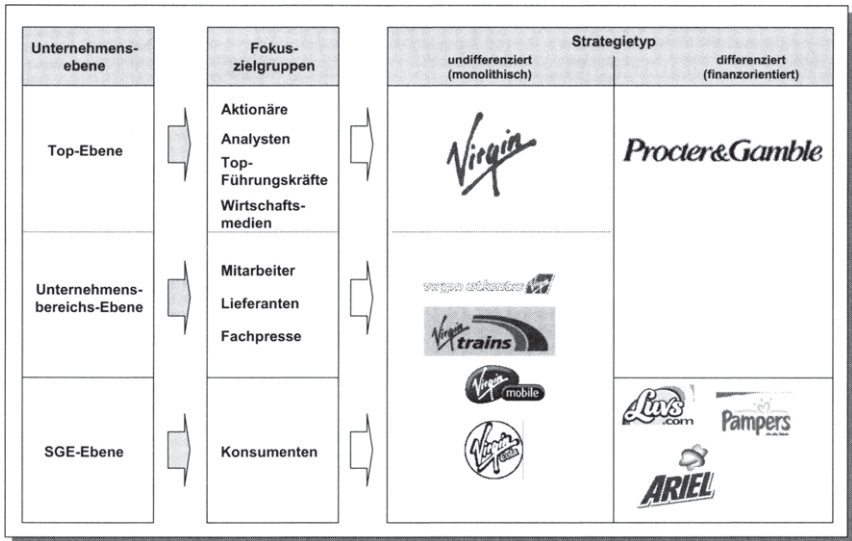 Unternehmens-
ebene
Fokus-
zielgruppen
Strategietyp
undifferenziert
(monolithisch)
differenziert
(finanzorientiert)
Top-Ebene
Aktionäre
Analysten
Top-
Führungskräfte
Wirtschafts-
medien
Virgin
Procter&Gamble
Unternehmens-
bereichs-Ebene
Mitarbeiter
Lieferanten
Fachpresse
virgin atlantic
Virgin
trains
Virgin
mobile
SGE-Ebene
Konsumenten
Virgin
Cola
Luvs
.com
Pampers
ARIEL